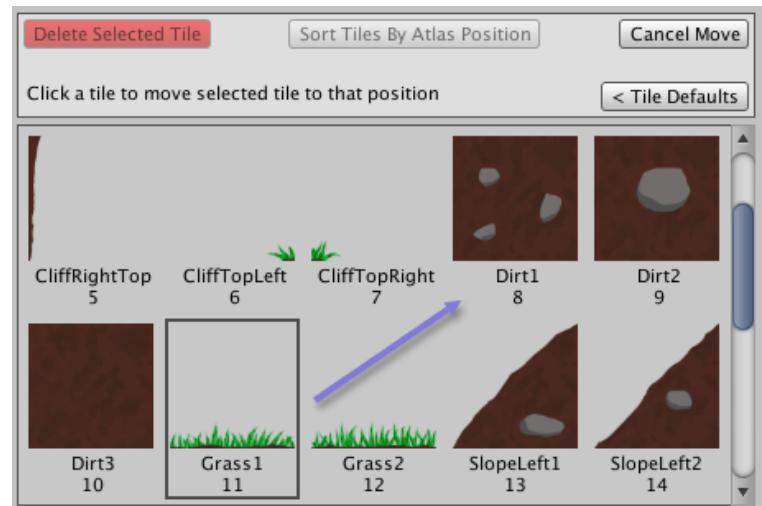 Delete Selected Tile
Sort Tiles By Atlas Position
Cancel Move
Click a tile to move selected tile to that position
< Tile Defaults
CliffRightTop
5
CliffTopLeft
6
CliffTopRight
7
Dirt1
8
Dirt2
9
Dirt3
10
Grass1
11
Grass2
12
SlopeLeft1
13
SlopeLeft2
14